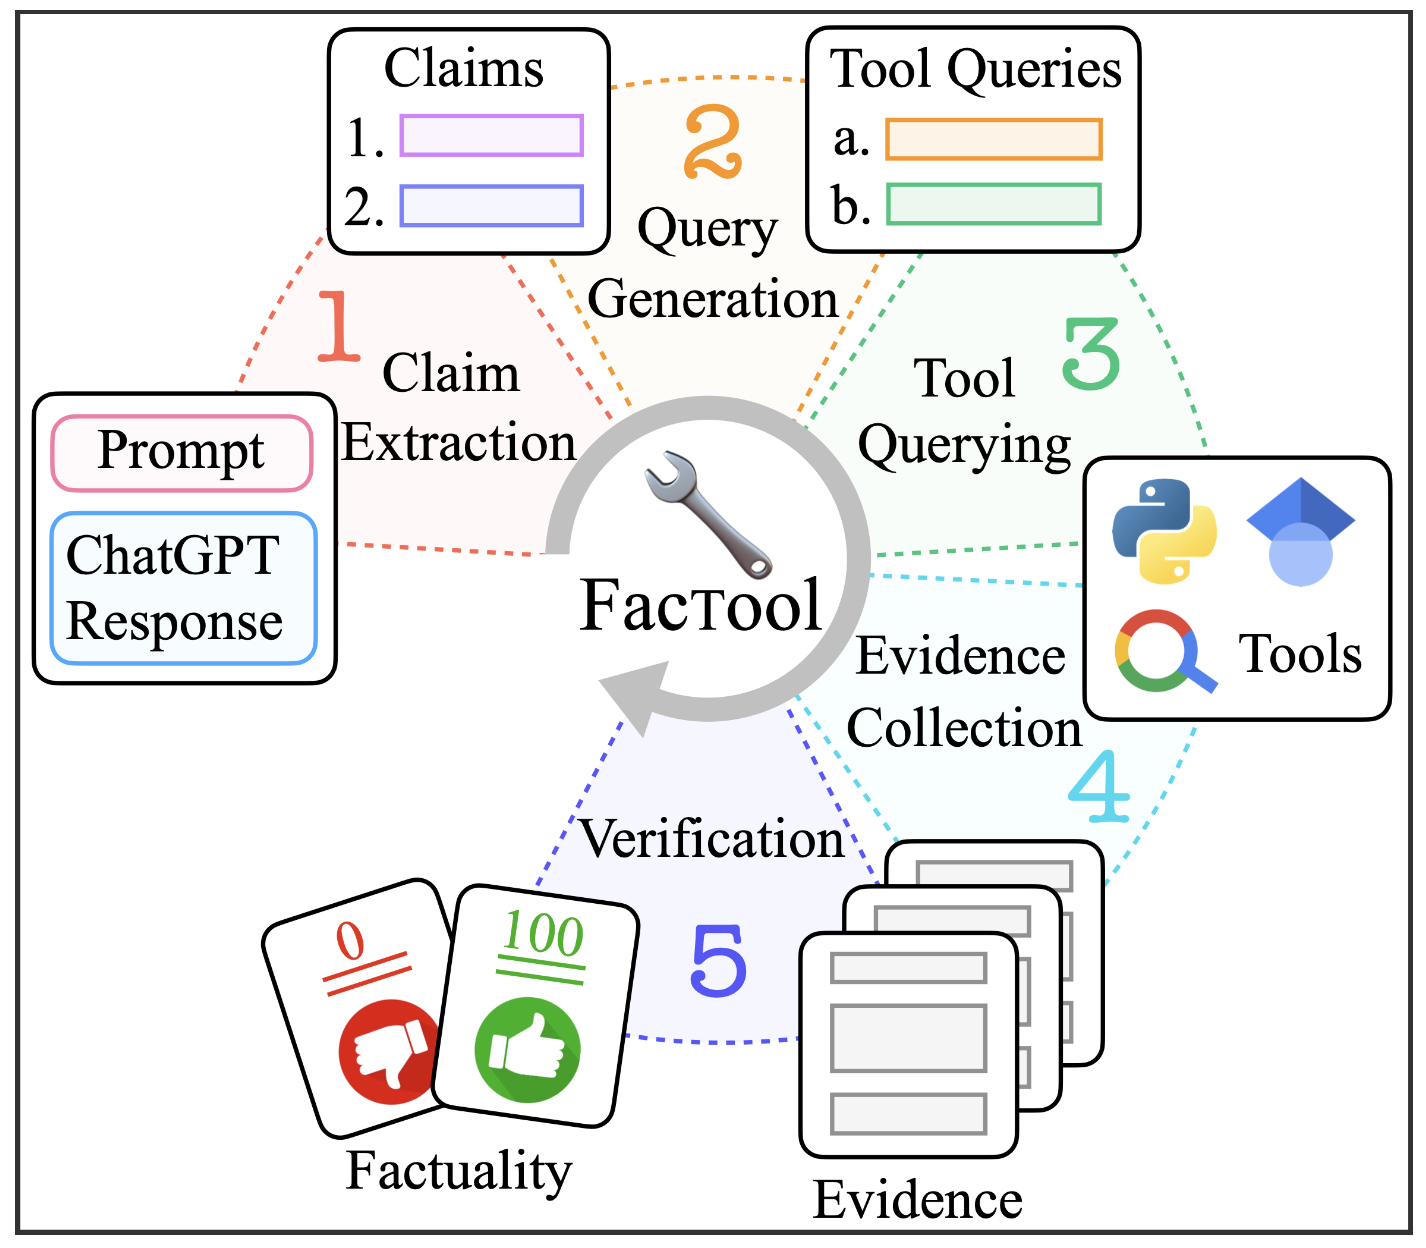 Claims
1.
2.
2
Query
Generation
Tool Queries
a.
b.
1
Claim
Extraction
Prompt
ChatGPT
Response
3
Tool
Querying
Tools
FacTool
Evidence
Collection
4
Verification
5
0
100
Factuality
Evidence